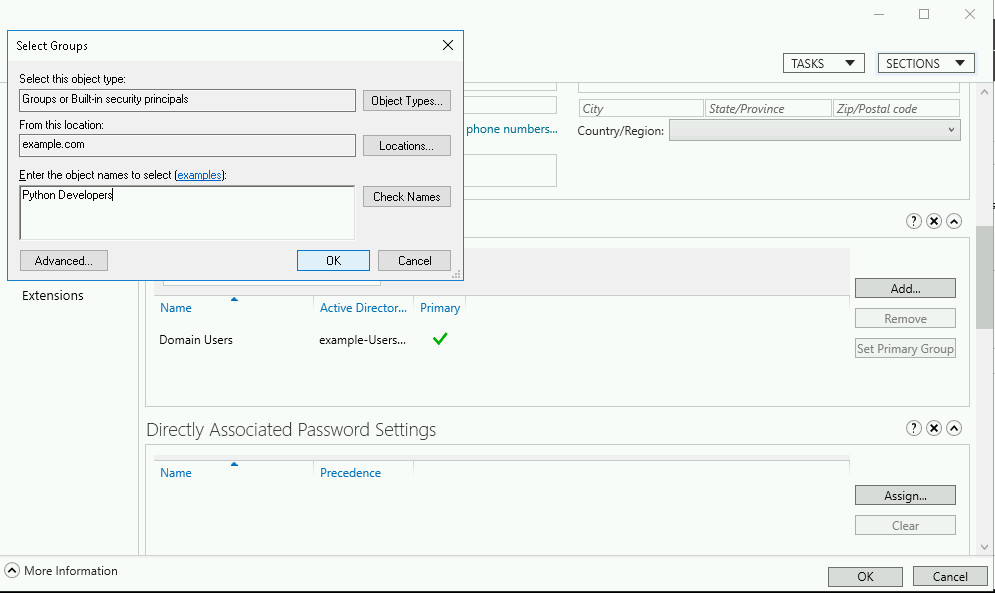 TASKS
SECTIONS
Select Groups
Select this object type:
Groups or Built-in security principals
Object Types...
From this location:
example.com
Locations...
Enter the object names to select (examples):
Python Developers
Check Names
Advanced...
OK
Cancel
City
State/Province
Zip/Postal code
phone numbers...
Country/Region:
Extensions
Name
Active Director...
Primary
Domain Users
example-Users...
Add...
Remove
Set Primary Group
Directly Associated Password Settings
Name
Precedence
Assign...
Clear
More Information
OK
Cancel